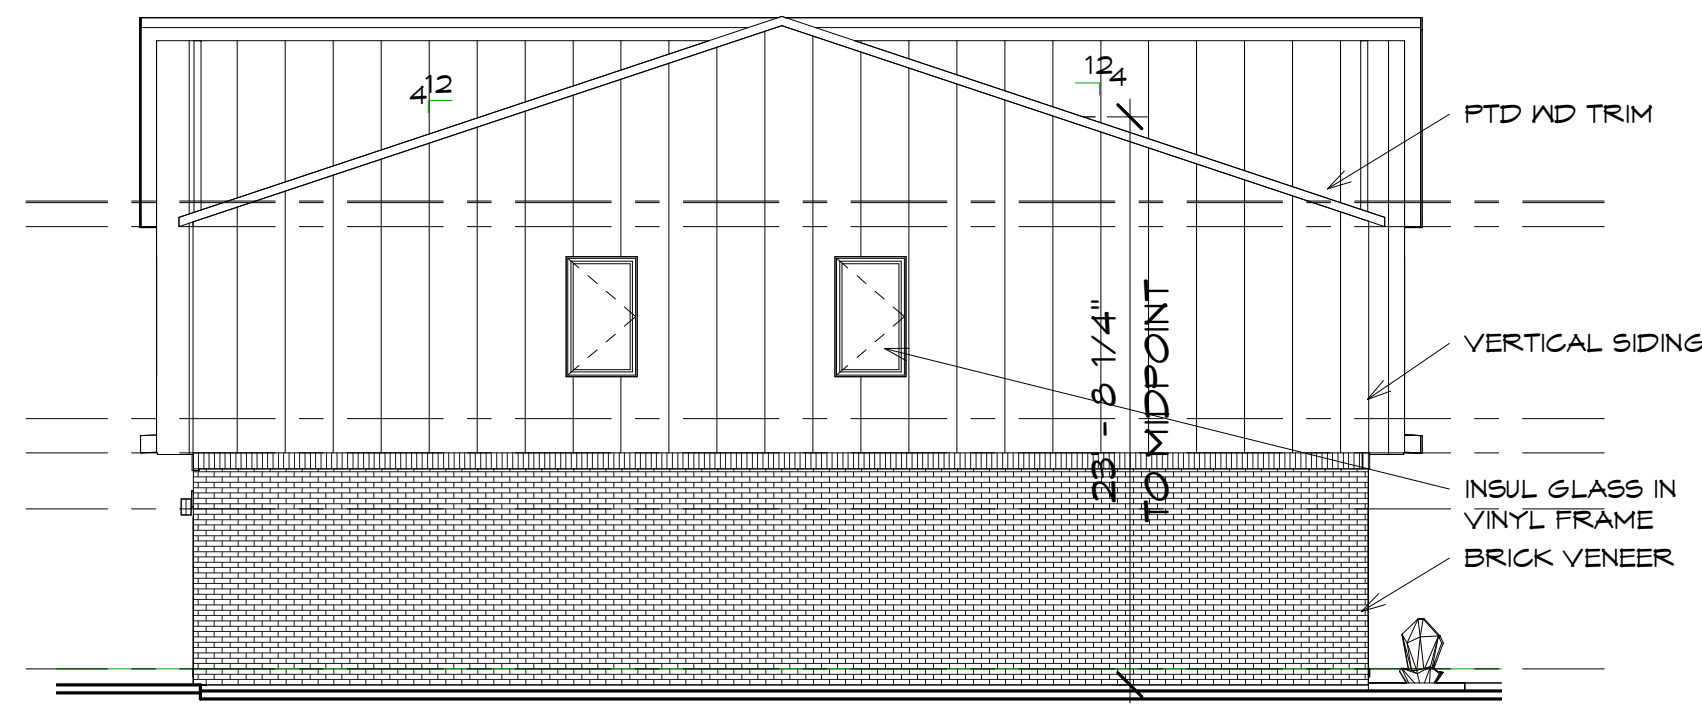 12
4
12
4
PTD WD TRIM
VERTICAL SIDING
23' - 8 1/4"
TO MIDPOINT
INSUL GLASS IN
VINYL FRAME
BRICK VENEER